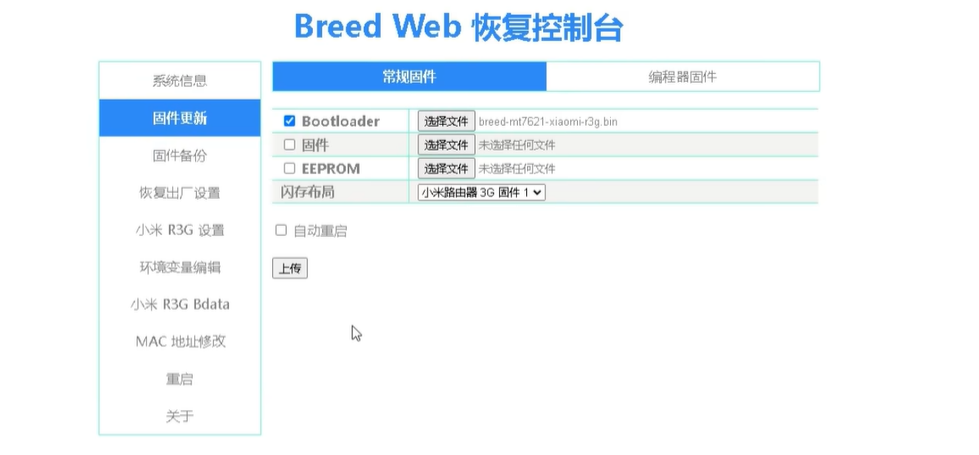 Breed Web 恢复控制台
系统信息
固件更新
固件备份
恢复出厂设置
小米 R3G 设置
环境变量编辑
小米 R3G Bdata
MAC 地址修改
重启
关于
常规固件 编程器固件
Bootloader 选择文件 breed-mt7621-xiaomi-r3g.bin
固件 选择文件 未选择任何文件
EEPROM 选择文件 未选择任何文件
闪存布局 小米路由器 3G 固件 1
自动重启
上传